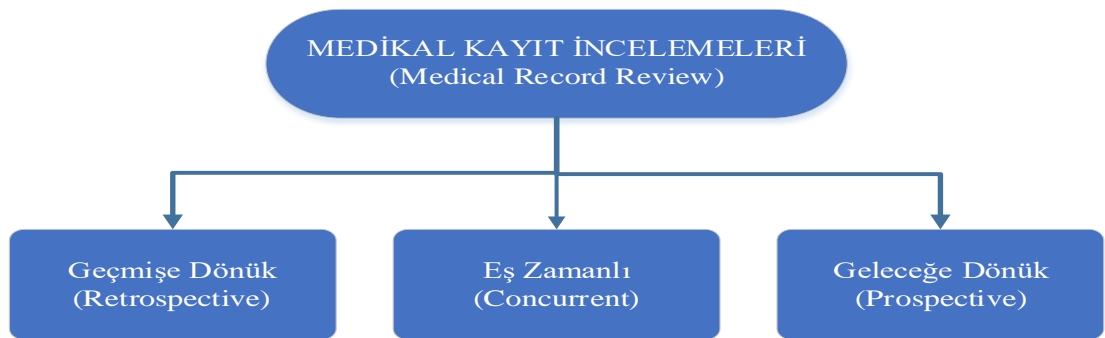 MEDİKAL KAYIT İNCELEMELERİ
(Medical Record Review)
Geçmişe Dönük
(Retrospective)
Eş Zamanlı
(Concurrent)
Geleceğe Dönük
(Prospective)